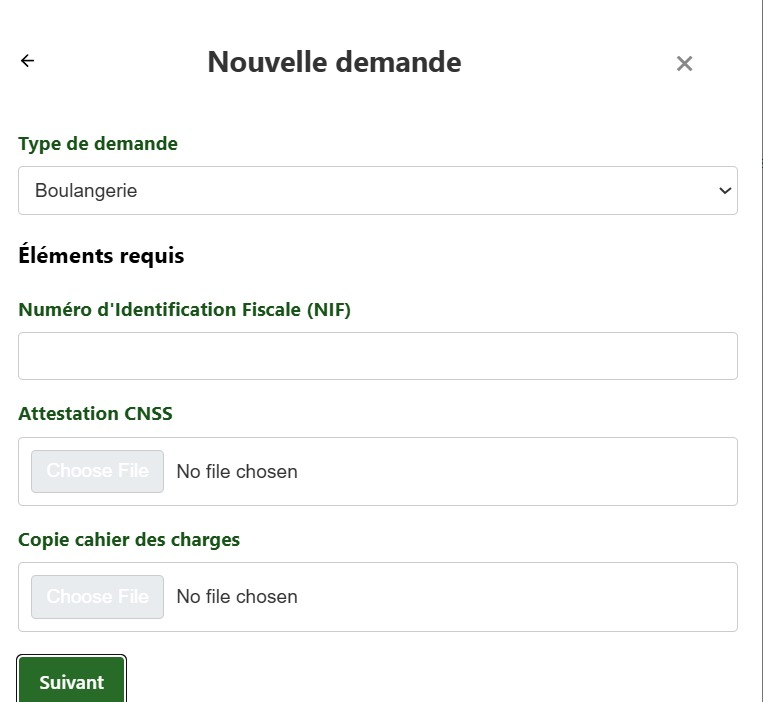 Nouvelle demande
Type de demande
Boulangerie
Éléments requis
Numéro d'Identification Fiscale (NIF)
Attestation CNSS
Choose File No file chosen
Copie cahier des charges
Choose File No file chosen
Suivant